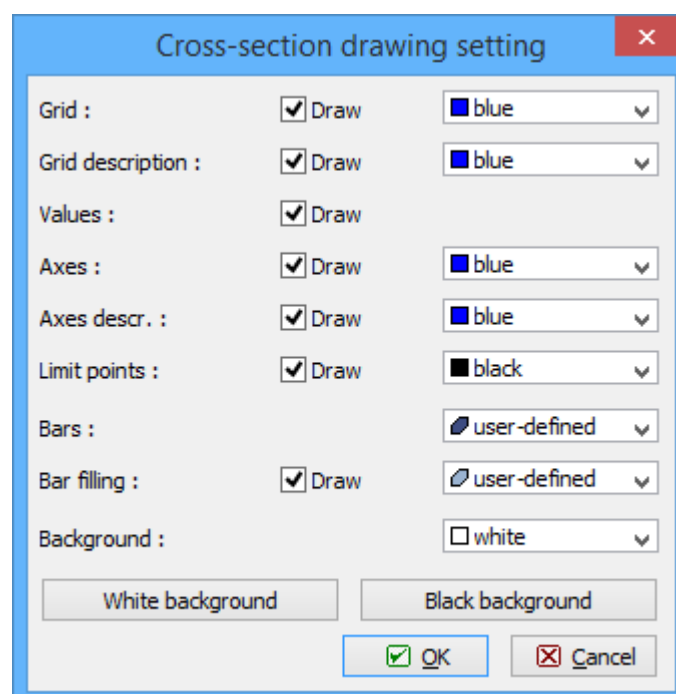 Cross-section drawing setting
Grid : Draw blue
Grid description : Draw blue
Values : Draw
Axes : Draw blue
Axes descr. : Draw blue
Limit points : Draw black
Bars : user-defined
Bar filling : Draw user-defined
Background : white
White background Black background
OK Cancel